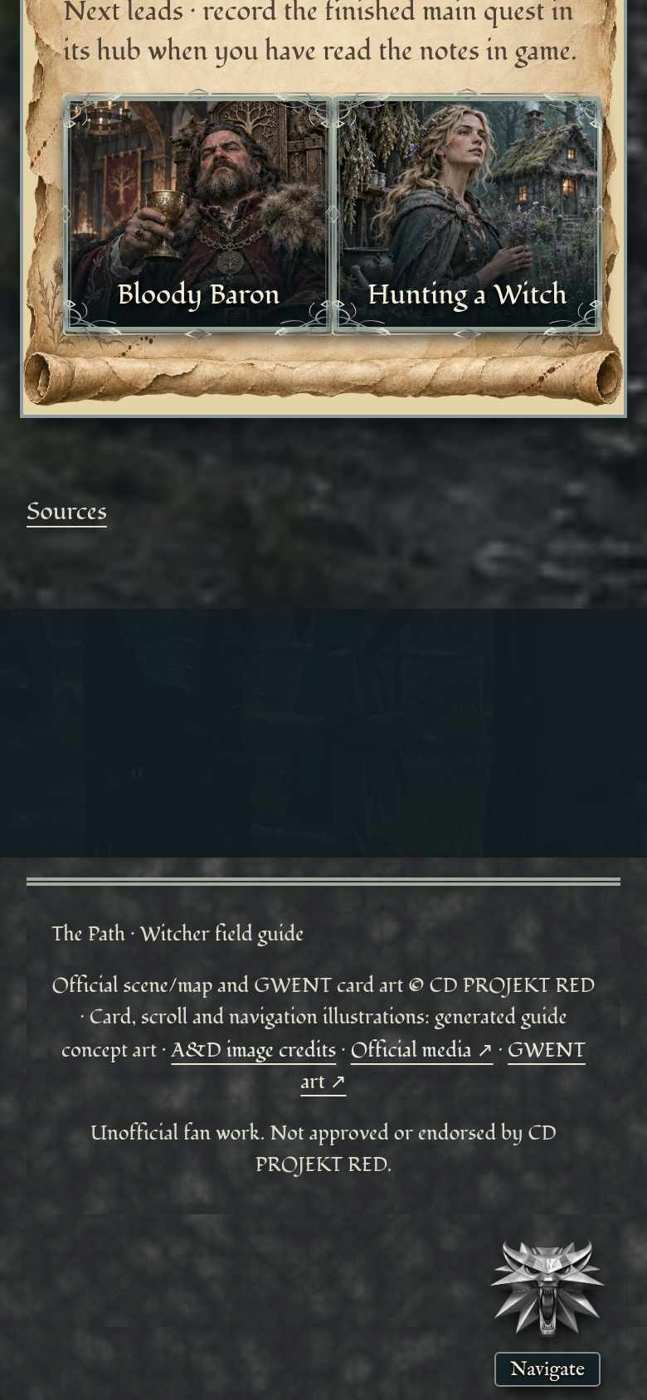 Next leads · record the finished main quest in
its hub when you have read the notes in game.
Bloody Baron
Hunting a Witch
Sources
The Path · Witcher field guide
Official scene/map and GWENT card art © CD PROJEKT RED
· Card, scroll and navigation illustrations: generated guide
concept art · A&D image credits · Official media ↗ · GWENT
art ↗
Unofficial fan work. Not approved or endorsed by CD
PROJEKT RED.
Navigate